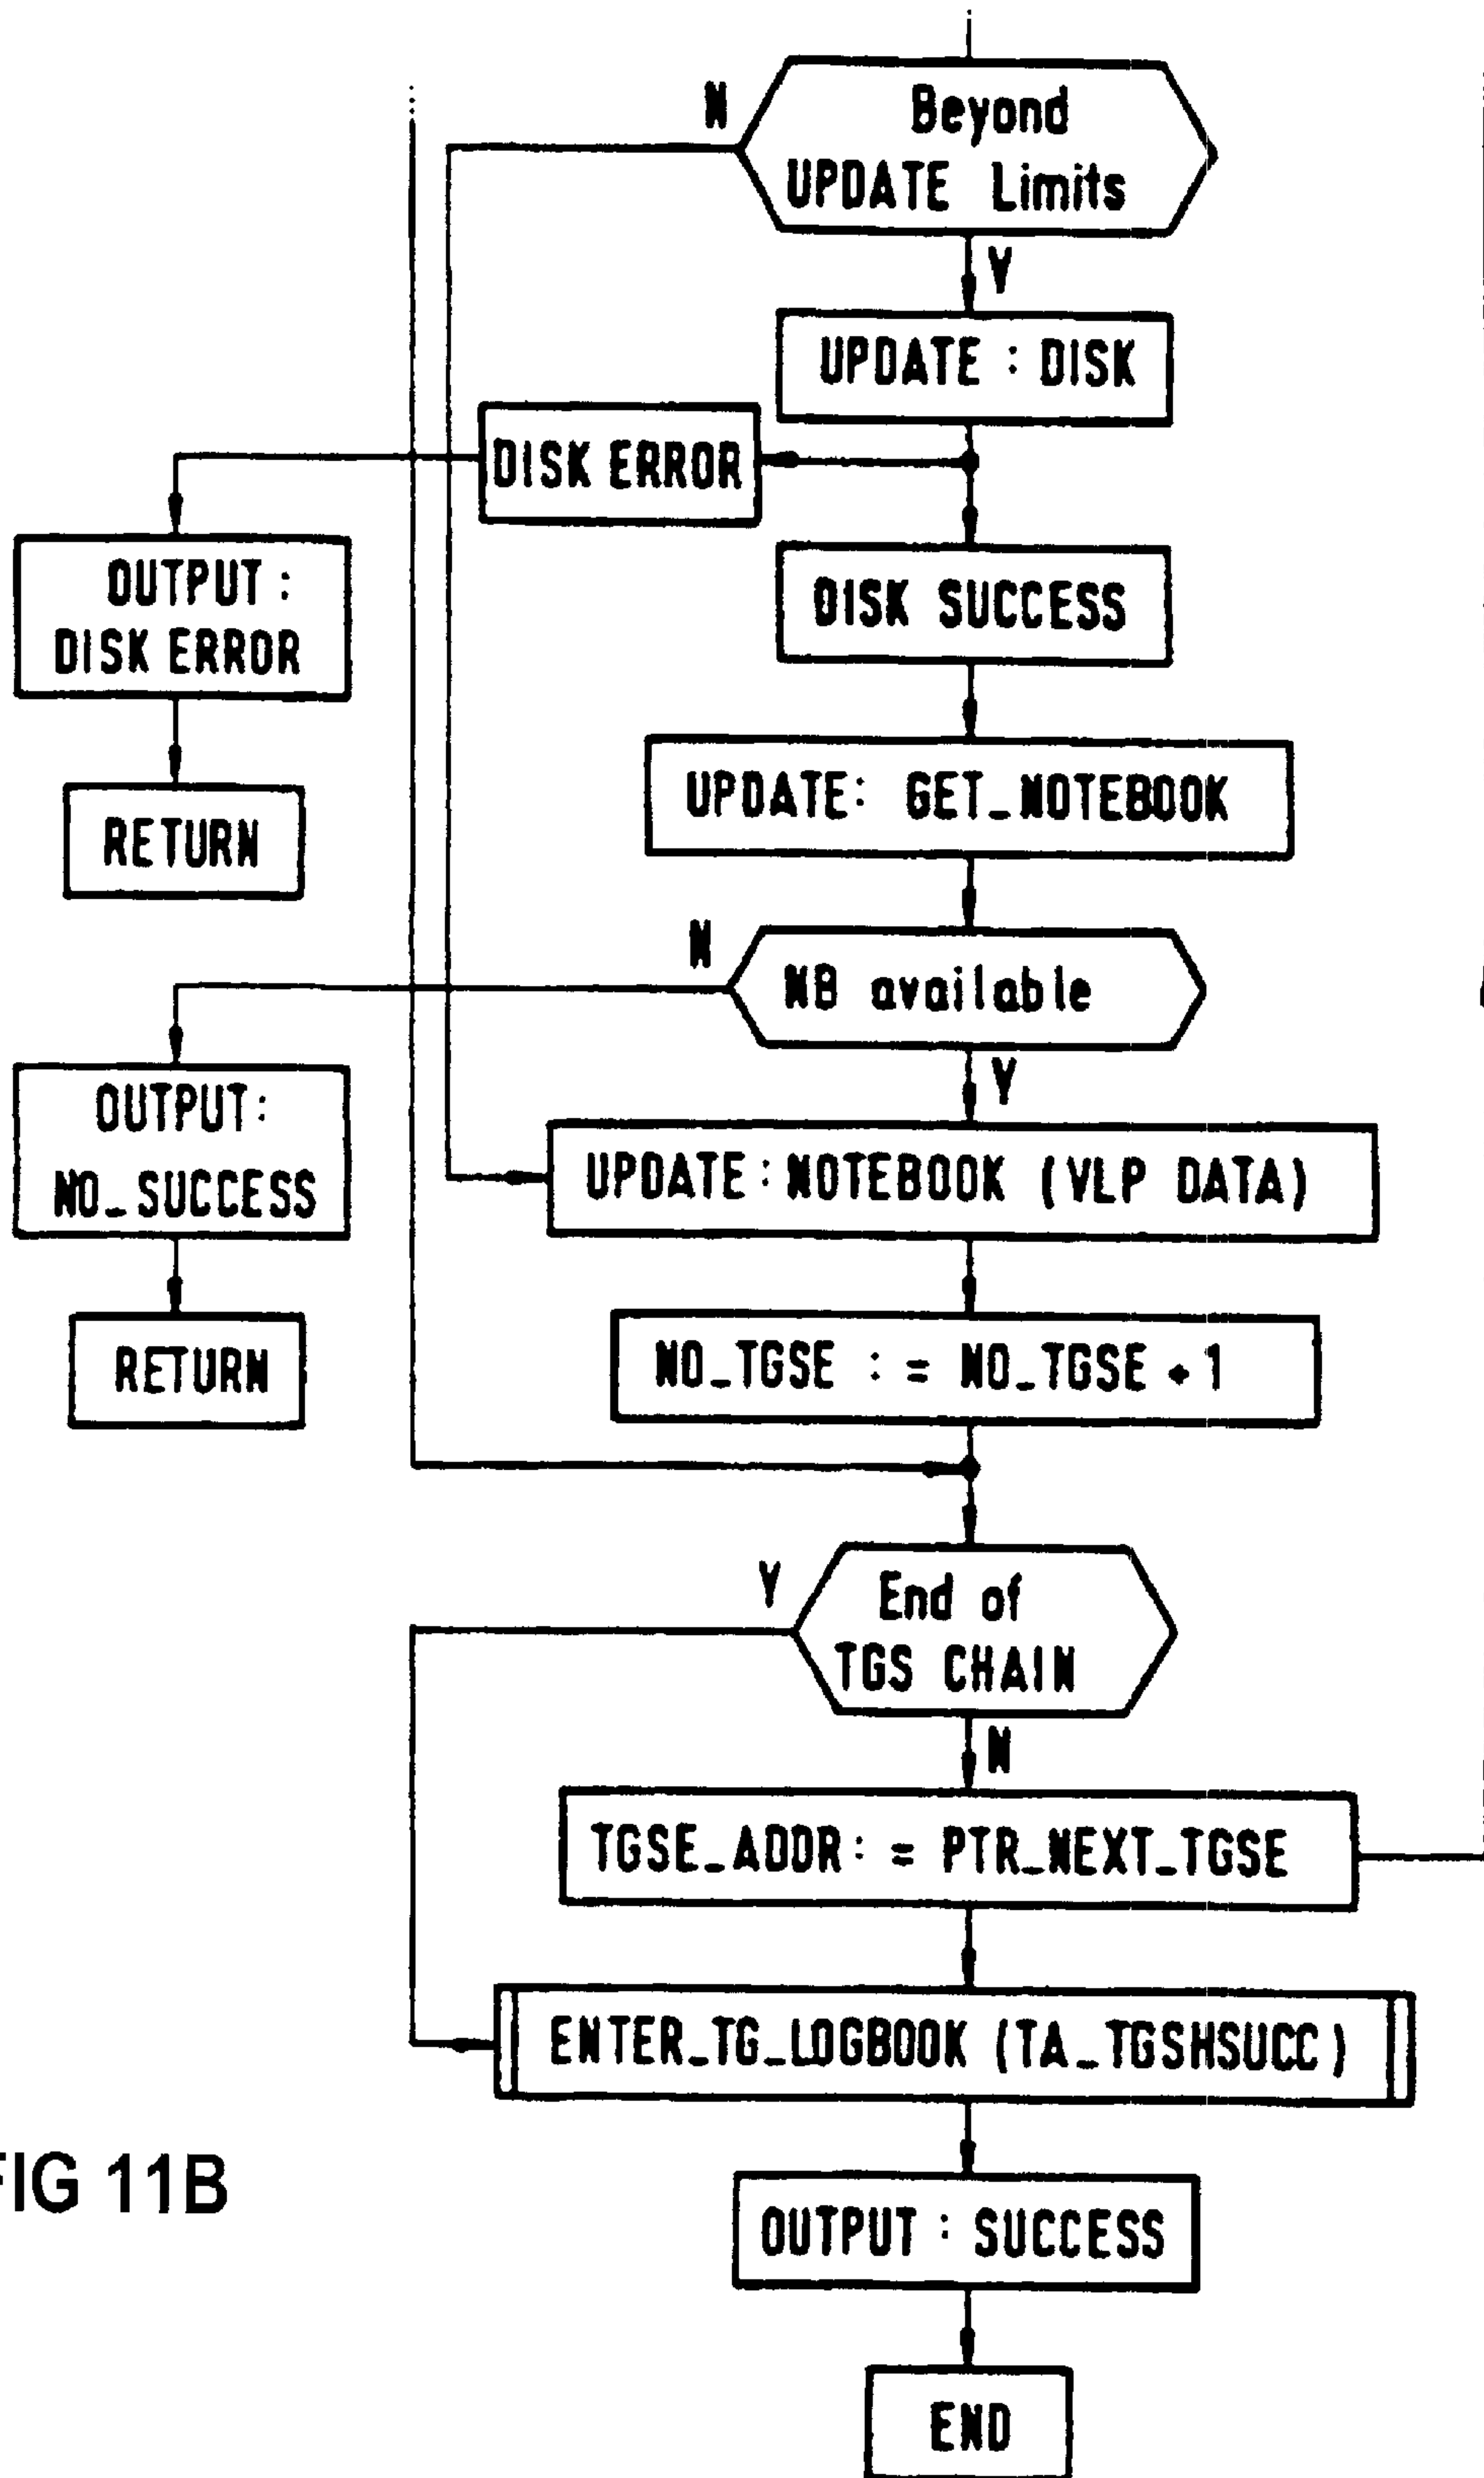 N
Beyond
UPDATE Limits
Y
UPDATE : DISK
DISK ERROR
OUTPUT :
DISK ERROR
DISK SUCCESS
RETURN
UPDATE: GET_NOTEBOOK
N
NB available
Y
OUTPUT:
NO_SUCCESS
UPDATE : NOTEBOOK (VLP DATA)
RETURN
NO_TGSE : = NO_TGSE + 1
Y
End of
TGS CHAIN
N
TGSE_ADDR: = PTR_NEXT_TGSE
ENTER_TG_LOGBOOK (TA_TGSHSUCC)
FIG 11B
OUTPUT : SUCCESS
END